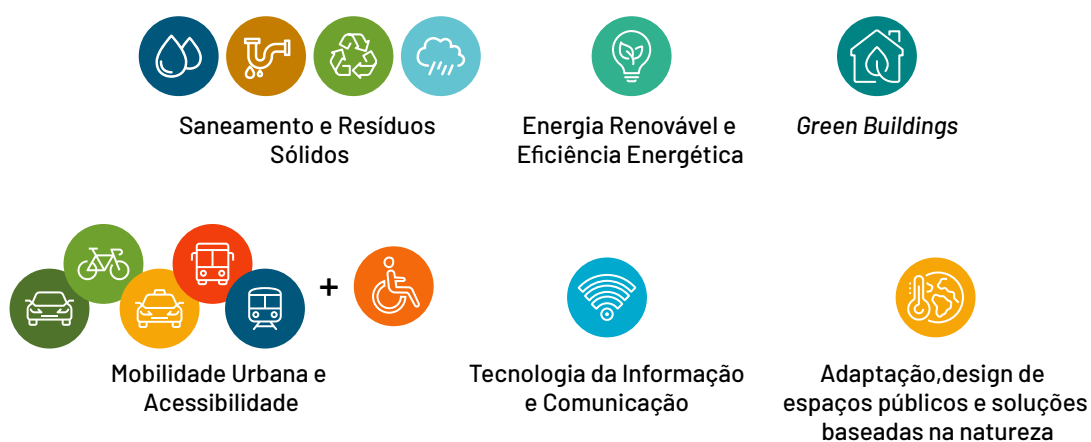 Saneamento e Resíduos
Sólidos
Energia Renovável e
Eficiência Energética
Green Buildings
+
Mobilidade Urbana e
Acessibilidade
Tecnologia da Informação
e Comunicação
Adaptação,design de
espaços públicos e soluções
baseadas na natureza